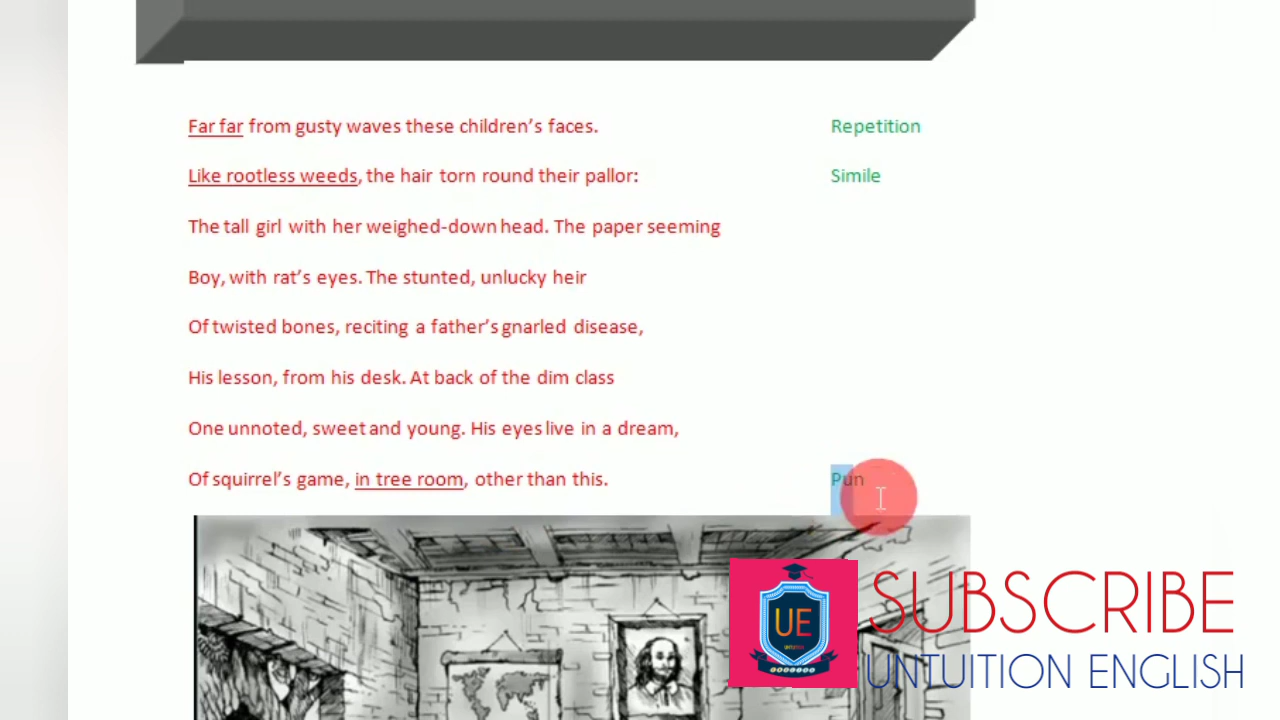 Far far from gusty waves these children's faces. Repetition
Like rootless weeds, the hair torn round their pallor: Simile
The tall girl with her weighed-down head. The paper seeming
Boy, with rat's eyes. The stunted, unlucky heir
Of twisted bones, reciting a father's gnarled disease,
His lesson, from his desk. At back of the dim class
One unnoted, sweet and young. His eyes live in a dream,
Of squirrel's game, in tree room, other than this. Pun
UE
SUBSCRIBE
UNTUITION ENGLISH